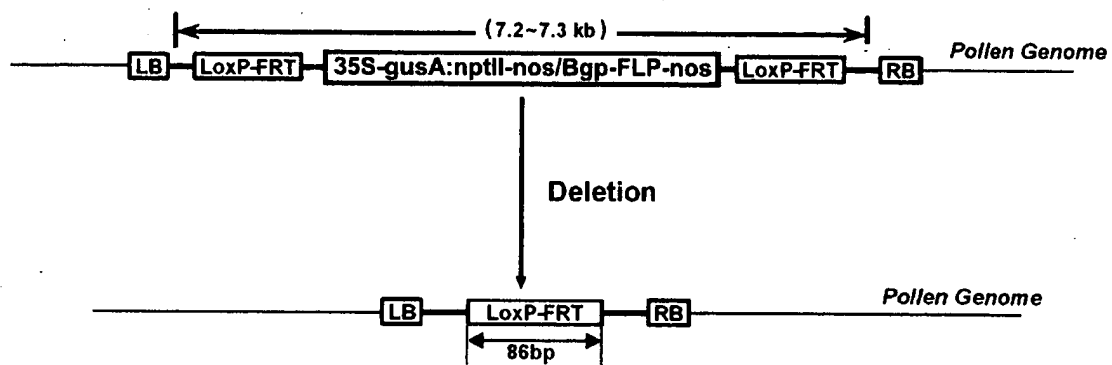 (7.2~7.3 kb)
Pollen Genome
LB LoxP-FRT 35S-gusA:nptII-nos/Bgp-FLP-nos LoxP-FRT RB
Deletion
Pollen Genome
LB LoxP-FRT RB
86bp